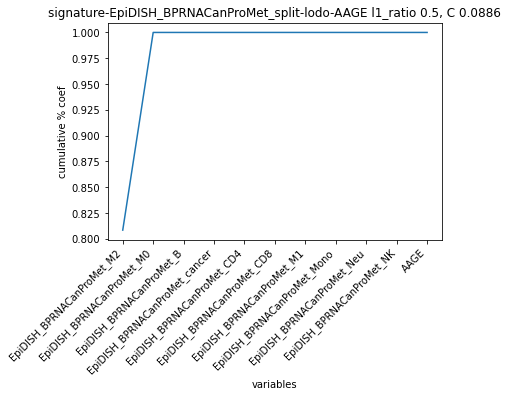 signature-EpiDISH_BPRNACanProMet_split-lodo-AAGE l1_ratio 0.5, C 0.0886
1.000
0.975
0.950
0.925
0.900
0.875
0.850
0.825
0.800
cumulative % coef
EpiDISH_BPRNACanProMet_M2
EpiDISH_BPRNACanProMet_M0
EpiDISH_BPRNACanProMet_B
EpiDISH_BPRNACanProMet_cancer
EpiDISH_BPRNACanProMet_CD4
EpiDISH_BPRNACanProMet_CD8
EpiDISH_BPRNACanProMet_M1
EpiDISH_BPRNACanProMet_Mono
EpiDISH_BPRNACanProMet_Neu
EpiDISH_BPRNACanProMet_NK
AAGE
variables